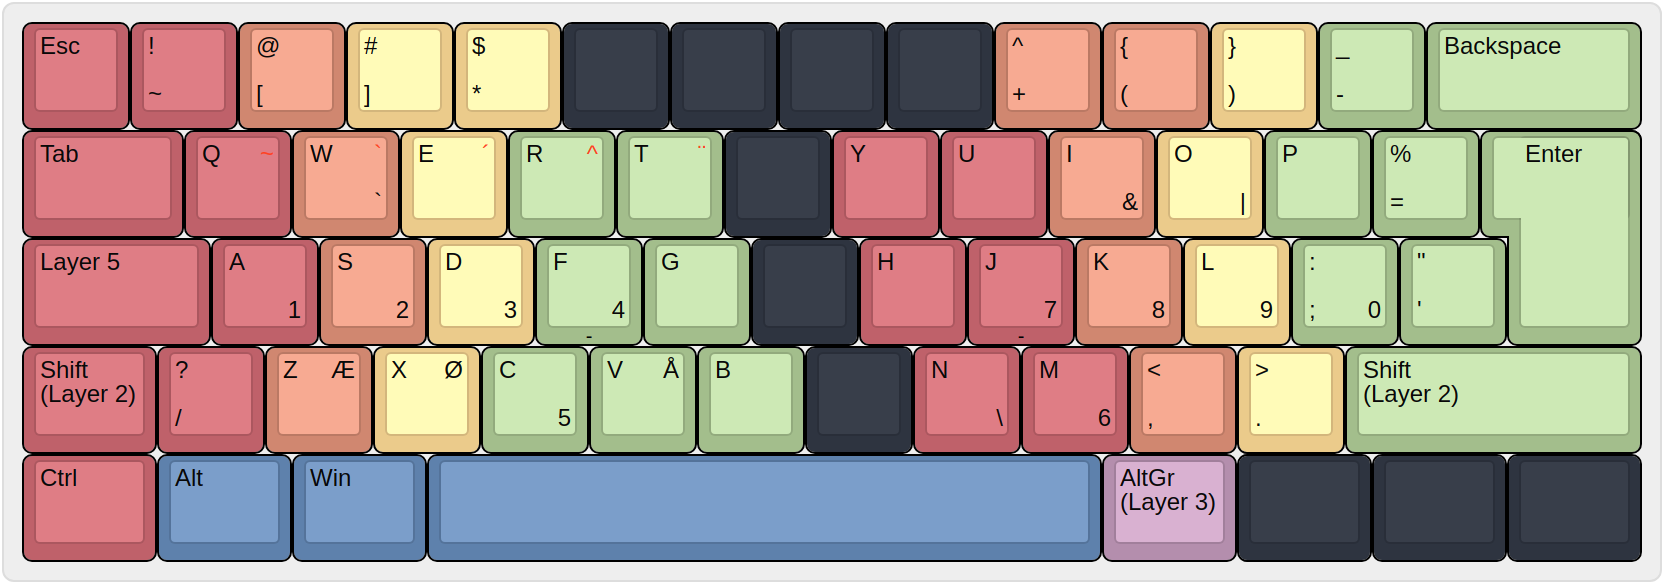 Esc ! @ # $ ^ { } _ Backspace
~ [ ] * + ( ) -
Tab Q ~ W ` E ´ R ^ T ¨ Y U I O P % Enter
` & | =
Layer 5 A S D F G H J K L : "
1 2 3 4 7 8 9 ; 0 '
- -
Shift ? Z Æ X Ø C V Å B N M < > Shift
(Layer 2) (Layer 2)
/ 5 \ 6 , .
Ctrl Alt Win AltGr
(Layer 3)